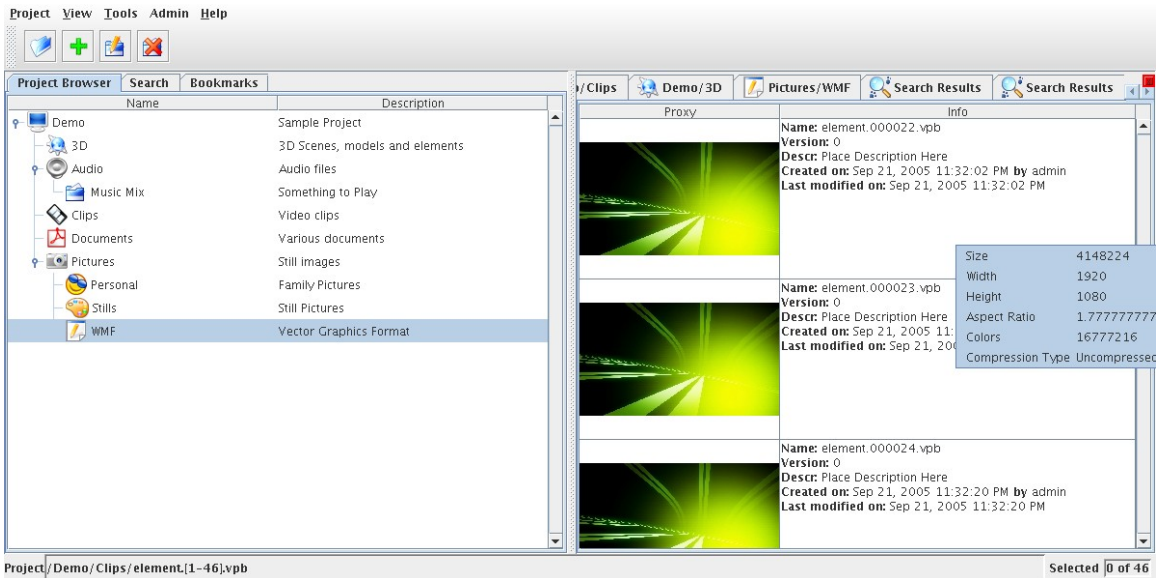 Project View Tools Admin Help
Project Browser Search Bookmarks
Name Description
Demo Sample Project
3D 3D Scenes, models and elements
Audio Audio files
Music Mix Something to Play
Clips Video clips
Documents Various documents
Pictures Still images
Personal Family Pictures
Stills Still Pictures
WMF Vector Graphics Format
/Clips Demo/3D Pictures/WMF Search Results Search Results
Proxy Info
Name: element.000022.vpb
Version: 0
Descr: Place Description Here
Created on: Sep 21, 2005 11:32:02 PM by admin
Last modified on: Sep 21, 2005 11:32:02 PM
Name: element.000023.vpb
Version: 0
Descr: Place Description Here
Created on: Sep 21, 2005 11:
Last modified on: Sep 21, 200
Size 4148224
Width 1920
Height 1080
Aspect Ratio 1.777777777
Colors 16777216
Compression Type Uncompressed
Name: element.000024.vpb
Version: 0
Descr: Place Description Here
Created on: Sep 21, 2005 11:32:20 PM by admin
Last modified on: Sep 21, 2005 11:32:20 PM
Project/Demo/Clips/element.[1-46].vpb Selected 0 of 46